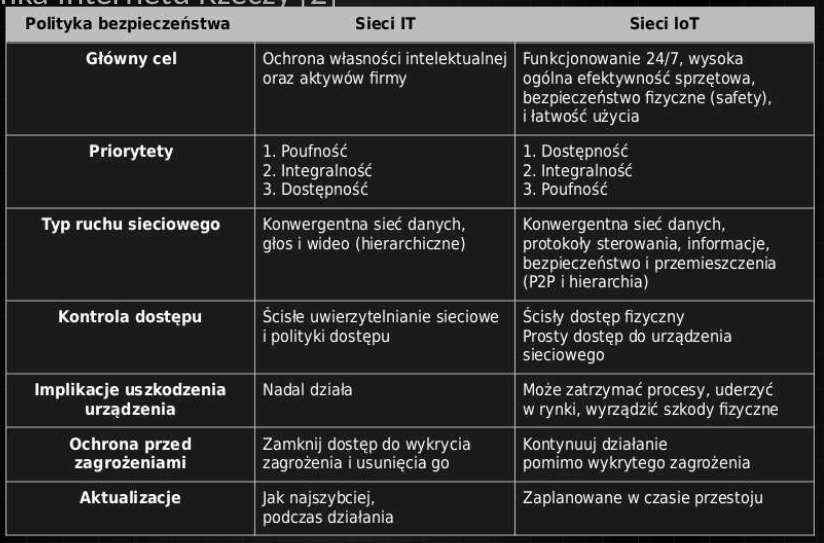 Internetu Rzeczy [2]
Polityka bezpieczeństwa Sieci IT Sieci IoT
Główny cel
Ochrona własności intelektualnej
oraz aktywów firmy
Funkcjonowanie 24/7, wysoka
ogólna efektywność sprzętowa,
bezpieczeństwo fizyczne (safety),
i łatwość użycia
Priorytety
1. Poufność
2. Integralność
3. Dostępność
1. Dostępność
2. Integralność
3. Poufność
Typ ruchu sieciowego
Konwergentna sieć danych,
głos i wideo (hierarchiczne)
Konwergentna sieć danych,
protokoły sterowania, informacje,
bezpieczeństwo i przemieszczenia
(P2P i hierarchia)
Kontrola dostępu
Ścisłe uwierzytelnianie sieciowe
i polityki dostępu
Ścisły dostęp fizyczny
Prosty dostęp do urządzenia
sieciowego
Implikacje uszkodzenia
urządzenia
Nadal działa
Może zatrzymać procesy, uderzyć
w rynki, wyrządzić szkody fizyczne
Ochrona przed
zagrożeniami
Zamknij dostęp do wykrycia
zagrożenia i usunięcia go
Kontynuuj działanie
pomimo wykrytego zagrożenia
Aktualizacje
Jak najszybciej,
podczas działania
Zaplanowane w czasie przestoju